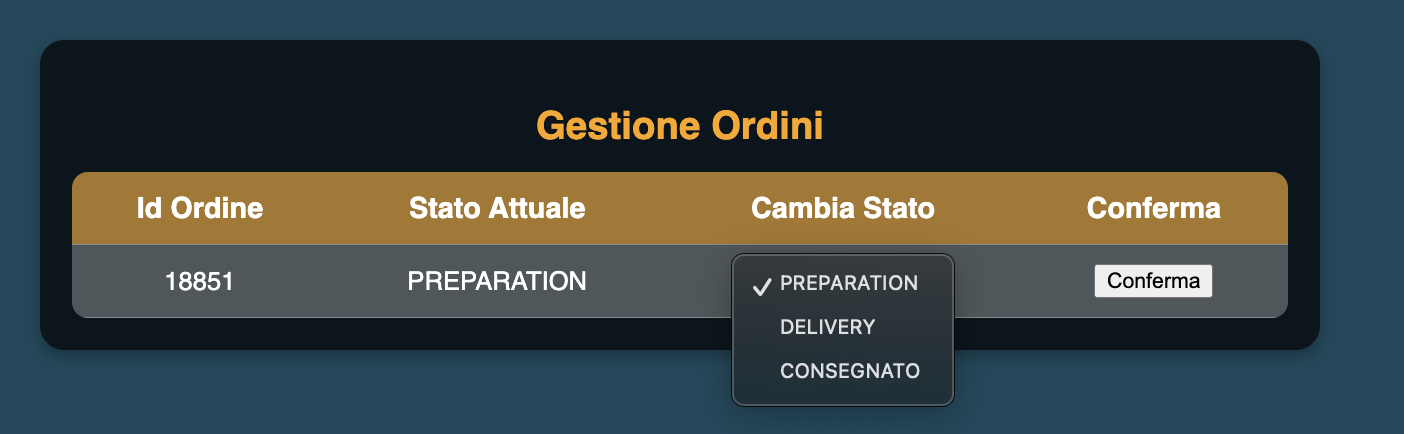 Gestione Ordini
Id Ordine Stato Attuale Cambia Stato Conferma
18851 PREPARATION PREPARATION Conferma
DELIVERY
CONSEGNATO